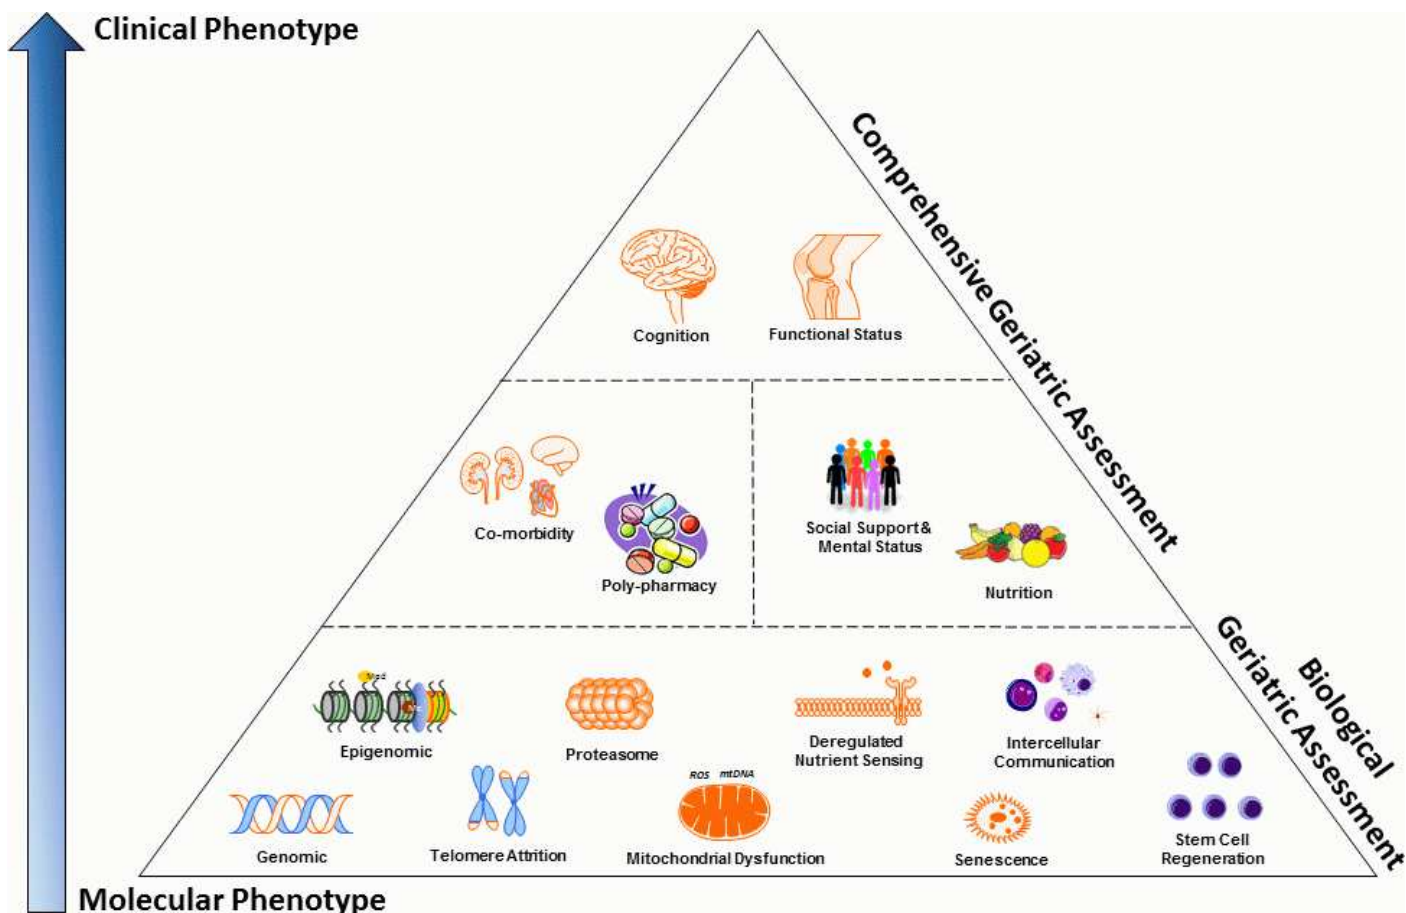 Clinical Phenotype
Comprehensive Geriatric Assessment
Cognition
Functional Status
Co-morbidity
Poly-pharmacy
Social Support &
Mental Status
Nutrition
Biological
Geriatric Assessment
Epigenomic
Proteasome
Deregulated
Nutrient Sensing
Intercellular
Communication
Genomic
Telomere Attrition
ROS mtDNA
Mitochondrial Dysfunction
Senescence
Stem Cell
Regeneration
Molecular Phenotype